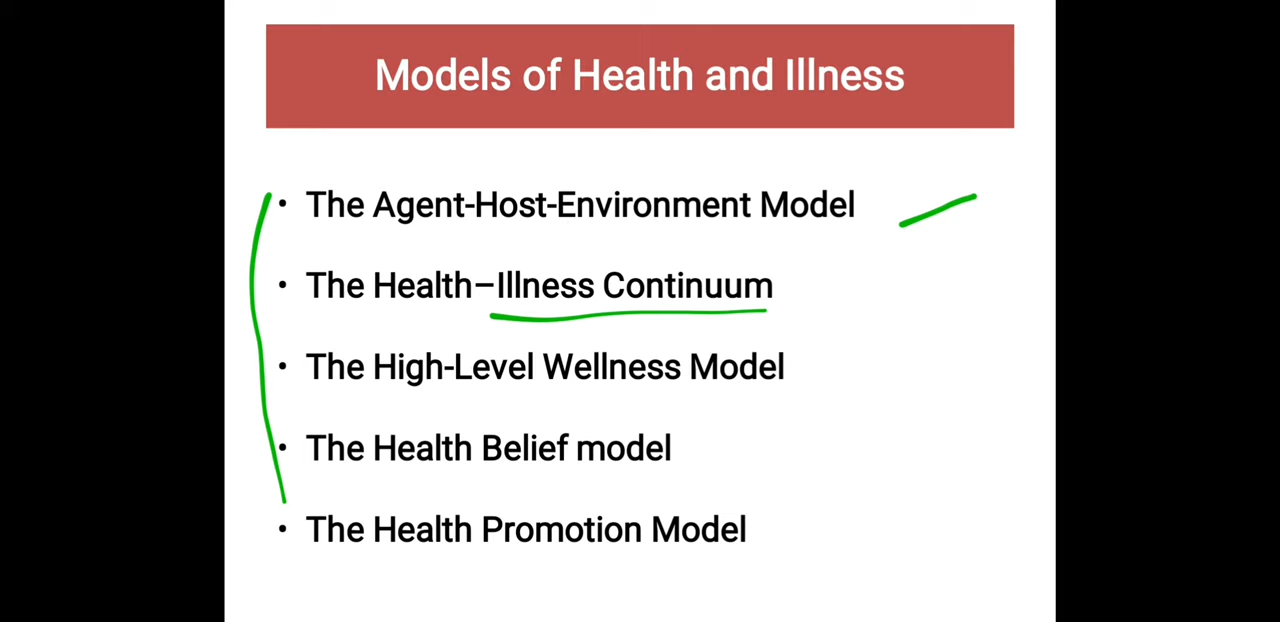 Models of Health and Illness
• The Agent-Host-Environment Model
• The Health–Illness Continuum
• The High-Level Wellness Model
• The Health Belief model
• The Health Promotion Model